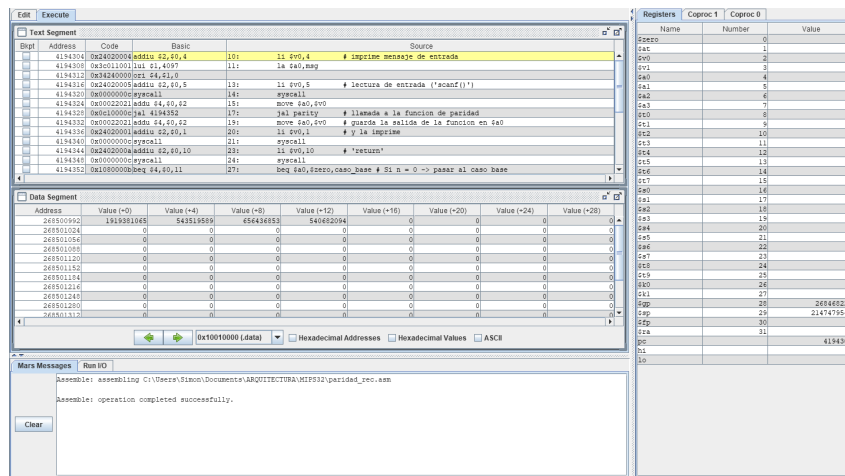 Edit Execute
Text Segment
Bkpt Address Code Basic Source
4194304 0x24020004 addiu $2,$0,4 10: li $v0,4 # imprime mensaje de entrada
4194308 0x3c011001 lui $1,4097 11: la $a0,msg
4194312 0x34240000 ori $4,$1,0
4194316 0x24020005 addiu $2,$0,5 13: li $v0,5 # lectura de entrada ('scanf()')
4194320 0x0000000c syscall 14: syscall
4194324 0x00022021 addu $4,$0,$2 15: move $a0,$v0
4194328 0x0c10000c jal 4194352 17: jal parity # llamada a la funcion de paridad
4194332 0x00022021 addu $4,$0,$2 19: move $a0,$v0 # guarda la salida de la funcion en $a0
4194336 0x24020001 addiu $2,$0,1 20: li $v0,1 # y la imprime
4194340 0x0000000c syscall 21: syscall
4194344 0x2402000a addiu $2,$0,10 23: li $v0,10 # "return"
4194348 0x0000000c syscall 24: syscall
4194352 0x1080000b beq $4,$0,11 27: beq $a0,$zero,caso_base # Si n = 0 -> pasar al caso base
Data Segment
Address Value (+0) Value (+4) Value (+8) Value (+12) Value (+16) Value (+20) Value (+24) Value (+28)
268500992 1919381065 543519589 656436853 540682094 0 0 0 0
268501024 0 0 0 0 0 0 0 0
268501056 0 0 0 0 0 0 0 0
268501088 0 0 0 0 0 0 0 0
268501120 0 0 0 0 0 0 0 0
268501152 0 0 0 0 0 0 0 0
268501184 0 0 0 0 0 0 0 0
268501216 0 0 0 0 0 0 0 0
268501248 0 0 0 0 0 0 0 0
268501280 0 0 0 0 0 0 0 0
268501312 0 0 0 0 0 0 0 0
0x10010000 (.data) Hexadecimal Addresses Hexadecimal Values ASCII
Mars Messages Run I/O
Assemble: assembling C:\Users\Simon\Documents\ARQUITECTURA\MIPS32\paridad_rec.asm
Assemble: operation completed successfully.
Clear
Registers Coproc 1 Coproc 0
Name Number Value
$zero 0
$at 1
$v0 2
$v1 3
$a0 4
$a1 5
$a2 6
$a3 7
$t0 8
$t1 9
$t2 10
$t3 11
$t4 12
$t5 13
$t6 14
$t7 15
$s0 16
$s1 17
$s2 18
$s3 19
$s4 20
$s5 21
$s6 22
$s7 23
$t8 24
$t9 25
$k0 26
$k1 27
$gp 28 2684682
$sp 29 21474795
$fp 30
$ra 31
pc 41943
hi
lo